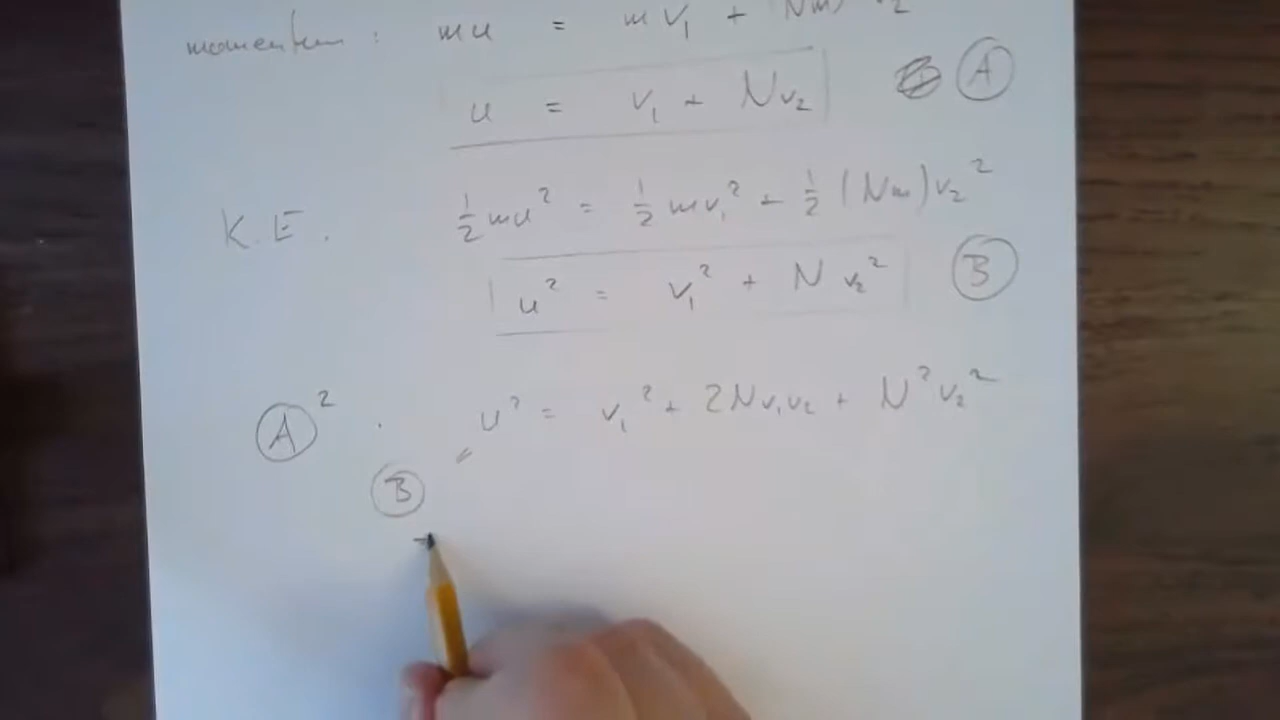 momentum : mu = mv₁ + Nm) v₂
u = v₁ + Nv₂ Ⓐ
K.E. ½mu² = ½mv₁² + ½(Nm)v₂²
u² = v₁² + N v₂² Ⓑ
Ⓐ² . u² = v₁² + 2Nv₁v₂ + N²v₂²
Ⓑ